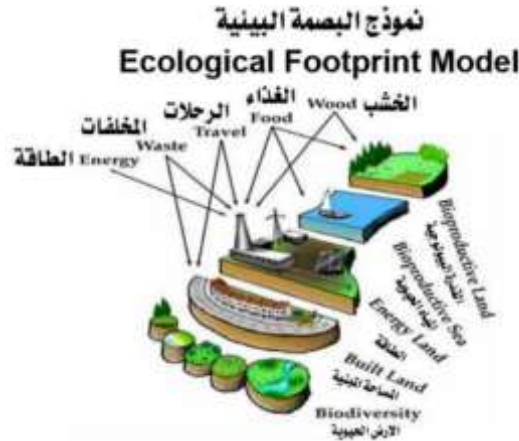 نموذج البصمة البيئية
Ecological Footprint Model
الخشب Wood
الغذاء Food
الرحلات Travel
المخلفات Waste
الطاقة Energy
Bioproductive Land
Bioproductive Sea
Energy Land
الطاقة
Built Land
المساحة المبنية
Biodiversity
الارض الحيوية